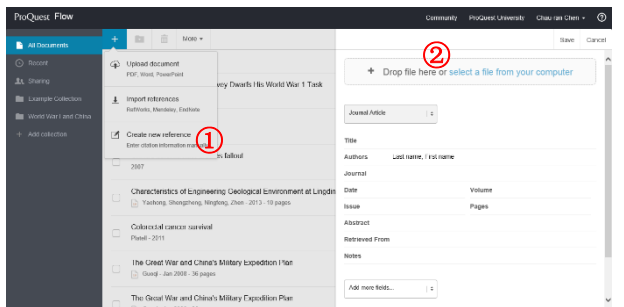 ProQuest Flow
Community ProQuest University Chau-ran Chen
All Documents
Recent
Sharing
Example Collection
World War I and China
Add collection
More
Upload document
PDF, Word, PowerPoint
Import references
RefWorks, Mendeley, EndNote
Create new reference
Enter citation information manually
①
vey Dwarfs His World War 1 Task
s fallout
2007
Characteristics of Engineering Geological Environment at Lingdin
Yaohong, Shengzhong, Ningfang, Zhen - 2013 - 10 pages
Colorectal cancer survival
Platell - 2011
The Great War and China's Military Expedition Plan
Guoqi - Jan 2008 - 36 pages
The Great War and China's Military Expedition Plan
Save Cancel
②
+ Drop file here or select a file from your computer
Journal Article
Title
Authors Last name, First name
Journal
Date Volume
Issue Pages
Abstract
Retrieved From
Notes
Add more fields...